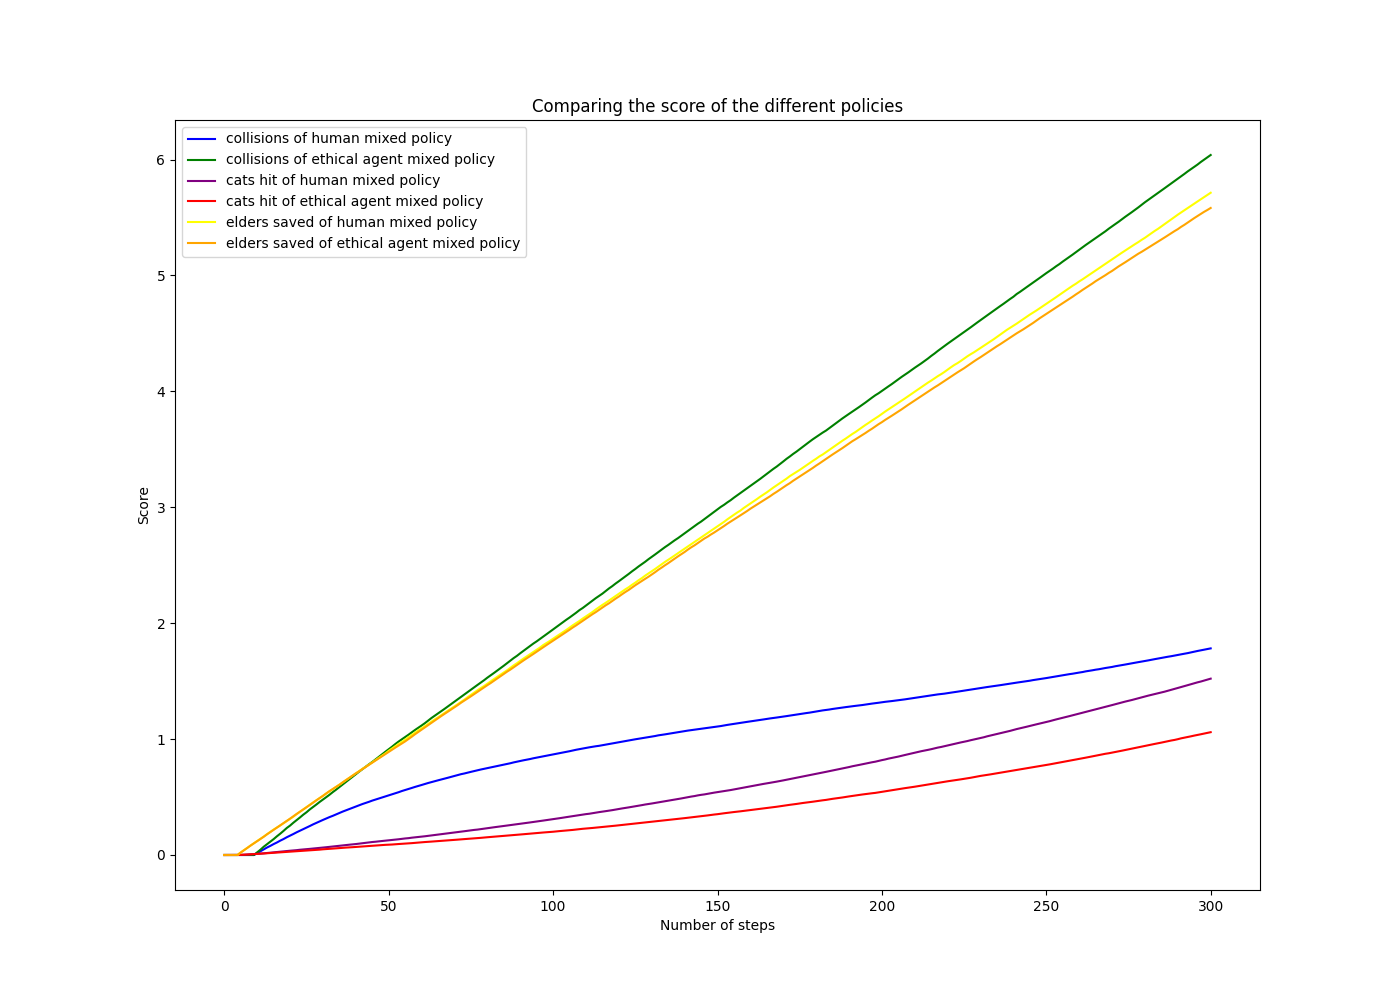 Comparing the score of the different policies
collisions of human mixed policy
collisions of ethical agent mixed policy
cats hit of human mixed policy
cats hit of ethical agent mixed policy
elders saved of human mixed policy
elders saved of ethical agent mixed policy
6
5
4
3
2
1
0
Score
0 50 100 150 200 250 300
Number of steps